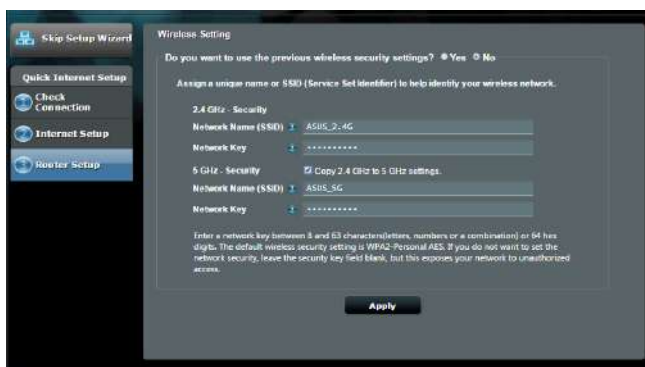 Skip Setup Wizard
Wireless Setting
Do you want to use the previous wireless security settings? Yes No
Quick Internet Setup
Assign a unique name or SSID (Service Set Identifier) to help identify your wireless network.
1 Check Connection
2.4 GHz - Security
Network Name (SSID) ASUS_2.4G
2 Internet Setup
Network Key ••••••••••
5 GHz - Security Copy 2.4 GHz to 5 GHz settings.
3 Router Setup
Network Name (SSID) ASUS_5G
Network Key ••••••••••
Enter a network key between 8 and 63 characters(letters, numbers or a combination) or 64 hex
digits. The default wireless security setting is WPA2-Personal AES. If you do not want to set the
network security, leave the security key field blank, but this exposes your network to unauthorized
access.
Apply